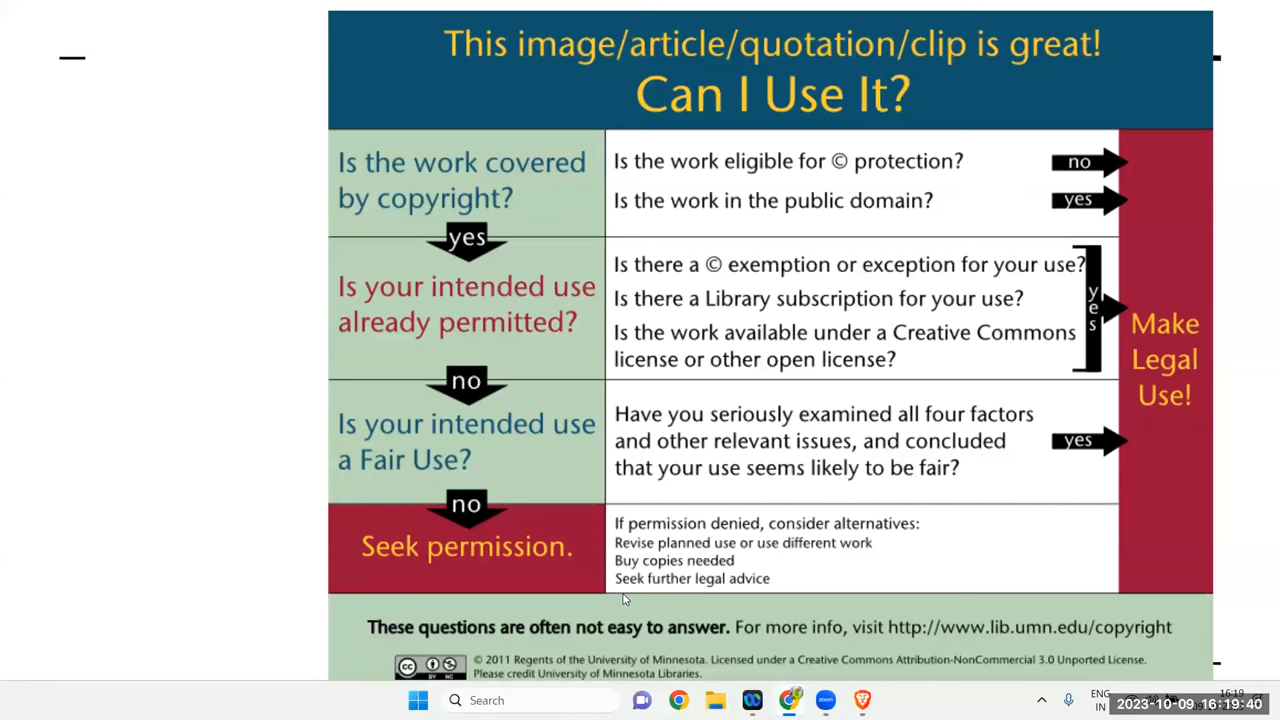 This image/article/quotation/clip is great!
Can I Use It?
Is the work covered
by copyright?
Is the work eligible for © protection?
no
Is the work in the public domain?
yes
yes
Is your intended use
already permitted?
Is there a © exemption or exception for your use?
Is there a Library subscription for your use?
Is the work available under a Creative Commons
license or other open license?
yes
Make
Legal
Use!
no
Is your intended use
a Fair Use?
Have you seriously examined all four factors
and other relevant issues, and concluded
that your use seems likely to be fair?
yes
no
Seek permission.
If permission denied, consider alternatives:
Revise planned use or use different work
Buy copies needed
Seek further legal advice
These questions are often not easy to answer. For more info, visit http://www.lib.umn.edu/copyright
cc
BY NC
© 2011 Regents of the University of Minnesota. Licensed under a Creative Commons Attribution-NonCommercial 3.0 Unported License.
Please credit University of Minnesota Libraries.
Search
zoom
ENG
IN
16:19
2023-10-09 16:19:40